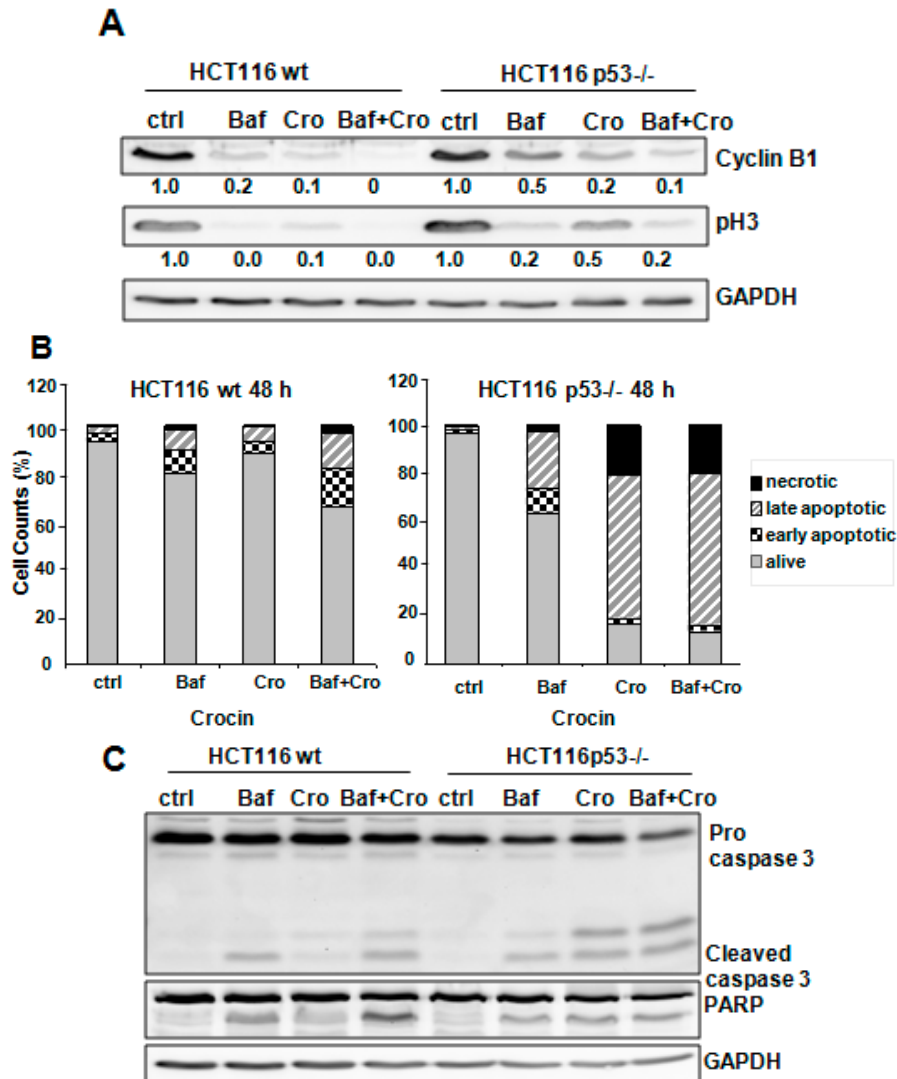 A
HCT116 wt HCT116 p53-/-
ctrl Baf Cro Baf+Cro ctrl Baf Cro Baf+Cro
Cyclin B1
1.0 0.2 0.1 0 1.0 0.5 0.2 0.1
pH3
1.0 0.0 0.1 0.0 1.0 0.2 0.5 0.2
GAPDH
B
HCT116 wt 48 h
120
100
80
60
40
20
0
Cell Counts (%)
ctrl Baf Cro Baf+Cro
Crocin
HCT116 p53-/- 48 h
120
100
80
60
40
20
0
ctrl Baf Cro Baf+Cro
Crocin
necrotic
late apoptotic
early apoptotic
alive
C
HCT116 wt HCT116p53-/-
ctrl Baf Cro Baf+Cro ctrl Baf Cro Baf+Cro
Pro
caspase 3
Cleaved
caspase 3
PARP
GAPDH